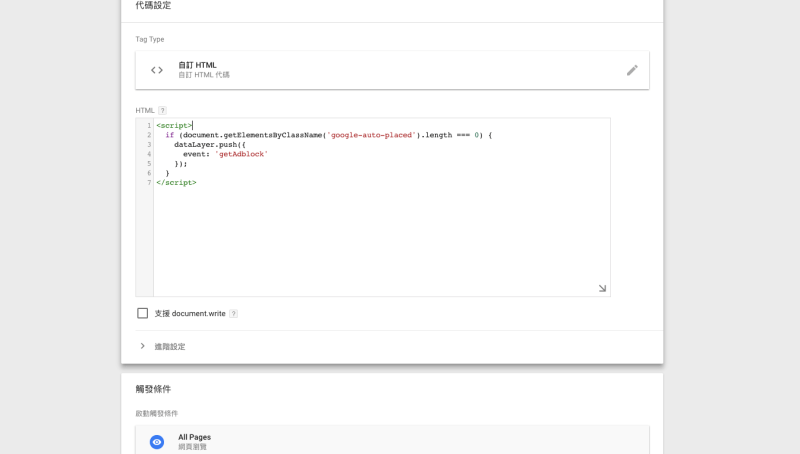 代碼設定
Tag Type
自訂 HTML
自訂 HTML 代碼
HTML ?
1 <script>
2 if (document.getElementsByClassName('google-auto-placed').length === 0) {
3 dataLayer.push({
4 event: 'getAdblock'
5 });
6 }
7 </script>
支援 document.write ?
進階設定
觸發條件
啟動觸發條件
All Pages
網頁瀏覽